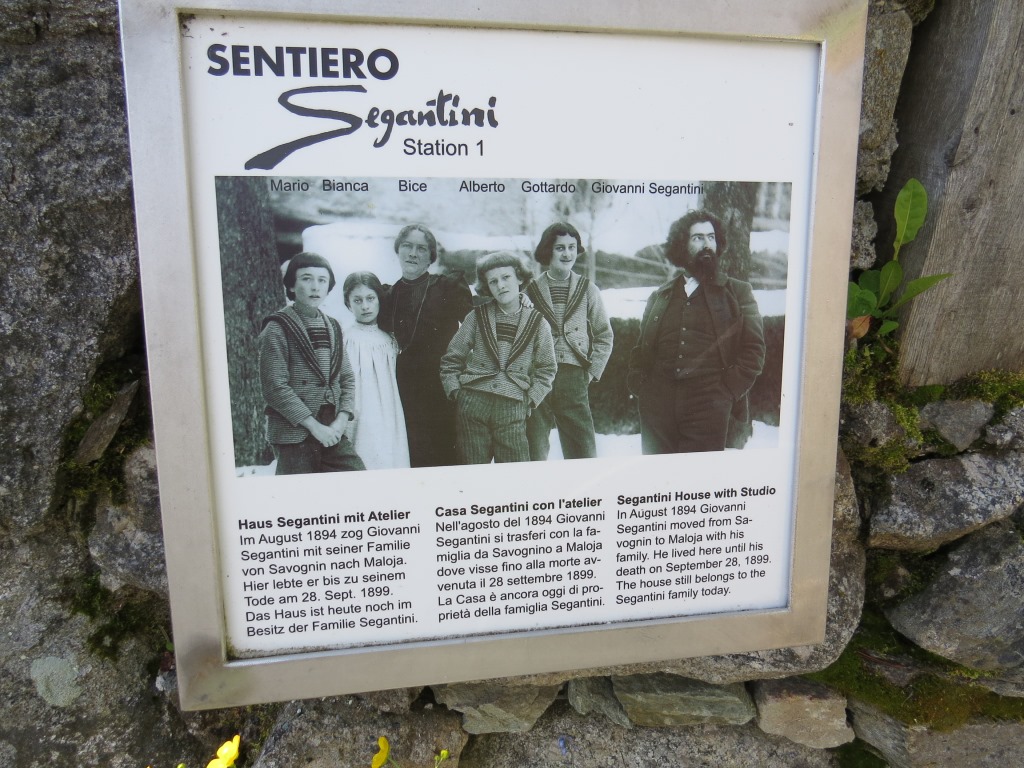 SENTIERO
Segantini
Station 1
Mario Bianca Bice Alberto Gottardo Giovanni Segantini
Haus Segantini mit Atelier
Im August 1894 zog Giovanni
Segantini mit seiner Familie
von Savognin nach Maloja.
Hier lebte er bis zu seinem
Tode am 28. Sept. 1899.
Das Haus ist heute noch im
Besitz der Familie Segantini.
Casa Segantini con l'atelier
Nell'agosto del 1894 Giovanni
Segantini si trasferì con la fa-
miglia da Savognino a Maloja
dove visse fino alla morte av-
venuta il 28 settembre 1899.
La Casa è ancora oggi di pro-
prietà della famiglia Segantini.
Segantini House with Studio
In August 1894 Giovanni
Segantini moved from Sa-
vognin to Maloja with his
family. He lived here until his
death on September 28, 1899.
The house still belongs to the
Segantini family today.